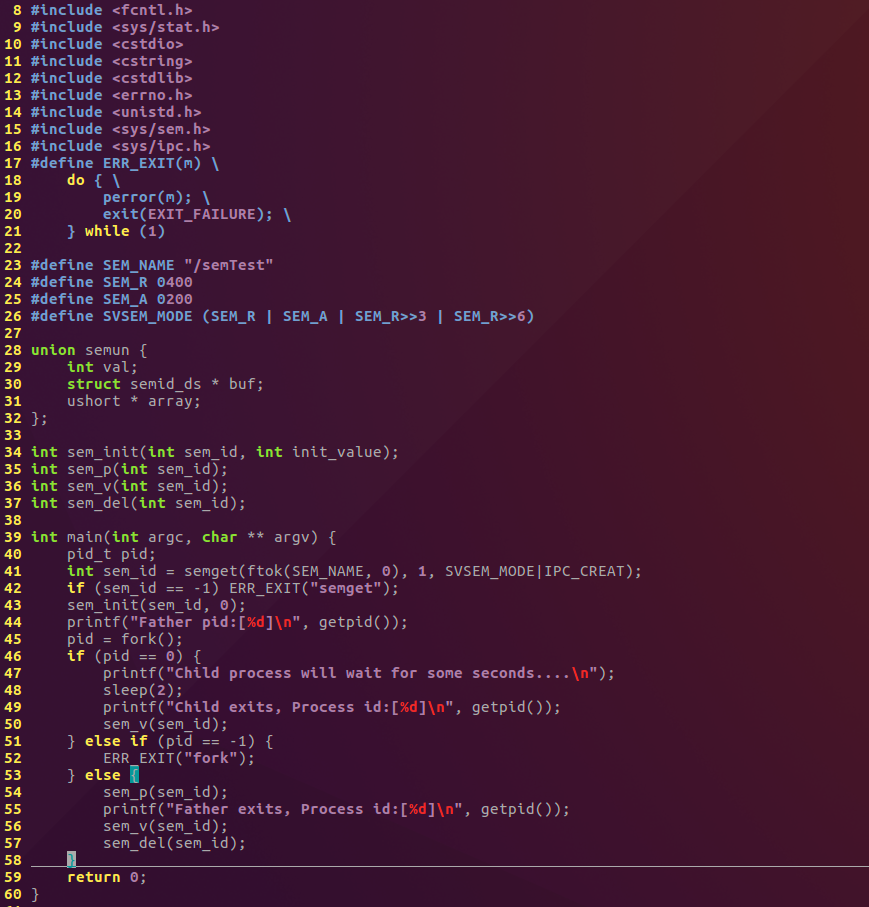 8 #include <fcntl.h>
9 #include <sys/stat.h>
10 #include <cstdio>
11 #include <cstring>
12 #include <cstdlib>
13 #include <errno.h>
14 #include <unistd.h>
15 #include <sys/sem.h>
16 #include <sys/ipc.h>
17 #define ERR_EXIT(m) \
18     do { \
19         perror(m); \
20         exit(EXIT_FAILURE); \
21     } while (1)
22
23 #define SEM_NAME "/semTest"
24 #define SEM_R 0400
25 #define SEM_A 0200
26 #define SVSEM_MODE (SEM_R | SEM_A | SEM_R>>3 | SEM_R>>6)
27
28 union semun {
29     int val;
30     struct semid_ds * buf;
31     ushort * array;
32 };
33
34 int sem_init(int sem_id, int init_value);
35 int sem_p(int sem_id);
36 int sem_v(int sem_id);
37 int sem_del(int sem_id);
38
39 int main(int argc, char ** argv) {
40     pid_t pid;
41     int sem_id = semget(ftok(SEM_NAME, 0), 1, SVSEM_MODE|IPC_CREAT);
42     if (sem_id == -1) ERR_EXIT("semget");
43     sem_init(sem_id, 0);
44     printf("Father pid:[%d]\n", getpid());
45     pid = fork();
46     if (pid == 0) {
47         printf("Child process will wait for some seconds....\n");
48         sleep(2);
49         printf("Child exits, Process id:[%d]\n", getpid());
50         sem_v(sem_id);
51     } else if (pid == -1) {
52         ERR_EXIT("fork");
53     } else {
54         sem_p(sem_id);
55         printf("Father exits, Process id:[%d]\n", getpid());
56         sem_v(sem_id);
57         sem_del(sem_id);
58     }
59     return 0;
60 }